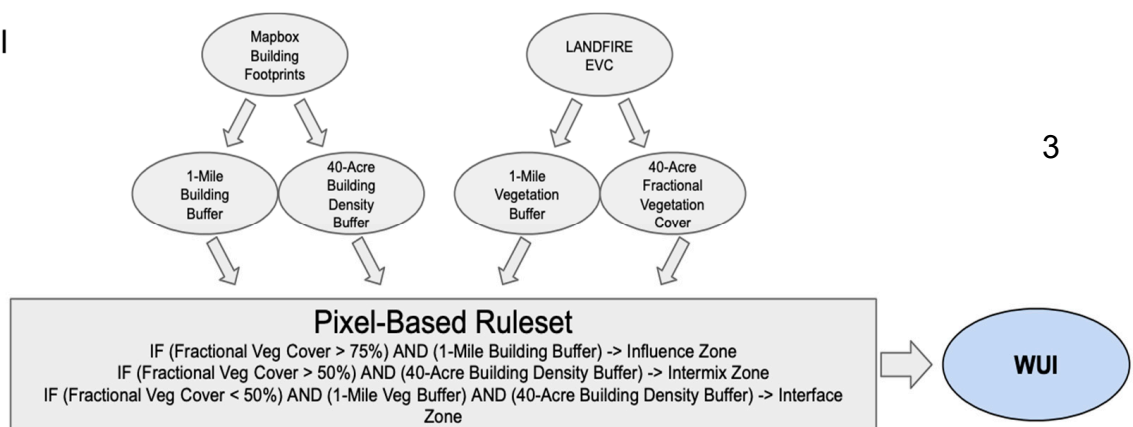 l
Mapbox
Building
Footprints
LANDFIRE
EVC
3
1-Mile
Building
Buffer
40-Acre
Building
Density
Buffer
1-Mile
Vegetation
Buffer
40-Acre
Fractional
Vegetation
Cover
Pixel-Based Ruleset
IF (Fractional Veg Cover > 75%) AND (1-Mile Building Buffer) -> Influence Zone
IF (Fractional Veg Cover > 50%) AND (40-Acre Building Density Buffer) -> Intermix Zone
IF (Fractional Veg Cover < 50%) AND (1-Mile Veg Buffer) AND (40-Acre Building Density Buffer) -> Interface
Zone
WUI